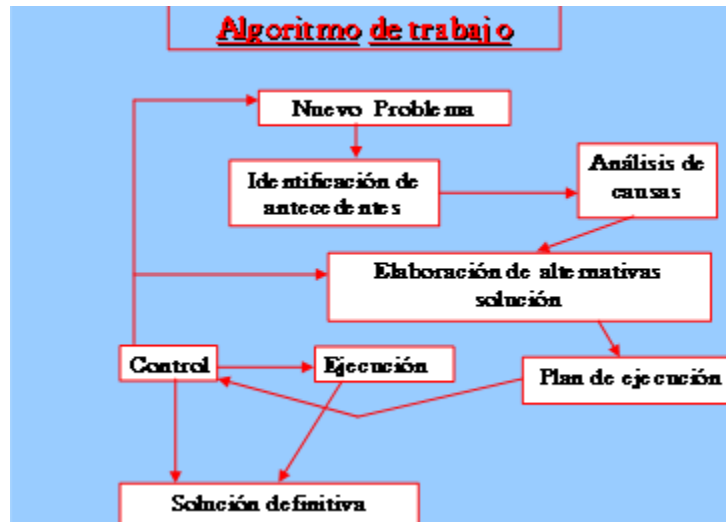 Algoritmo de trabajo
Nuevo Problema
Identificación de
antecedentes
Análisis de
causas
Elaboración de alternativas
solución
Control
Ejecución
Plan de ejecución
Solución definitiva